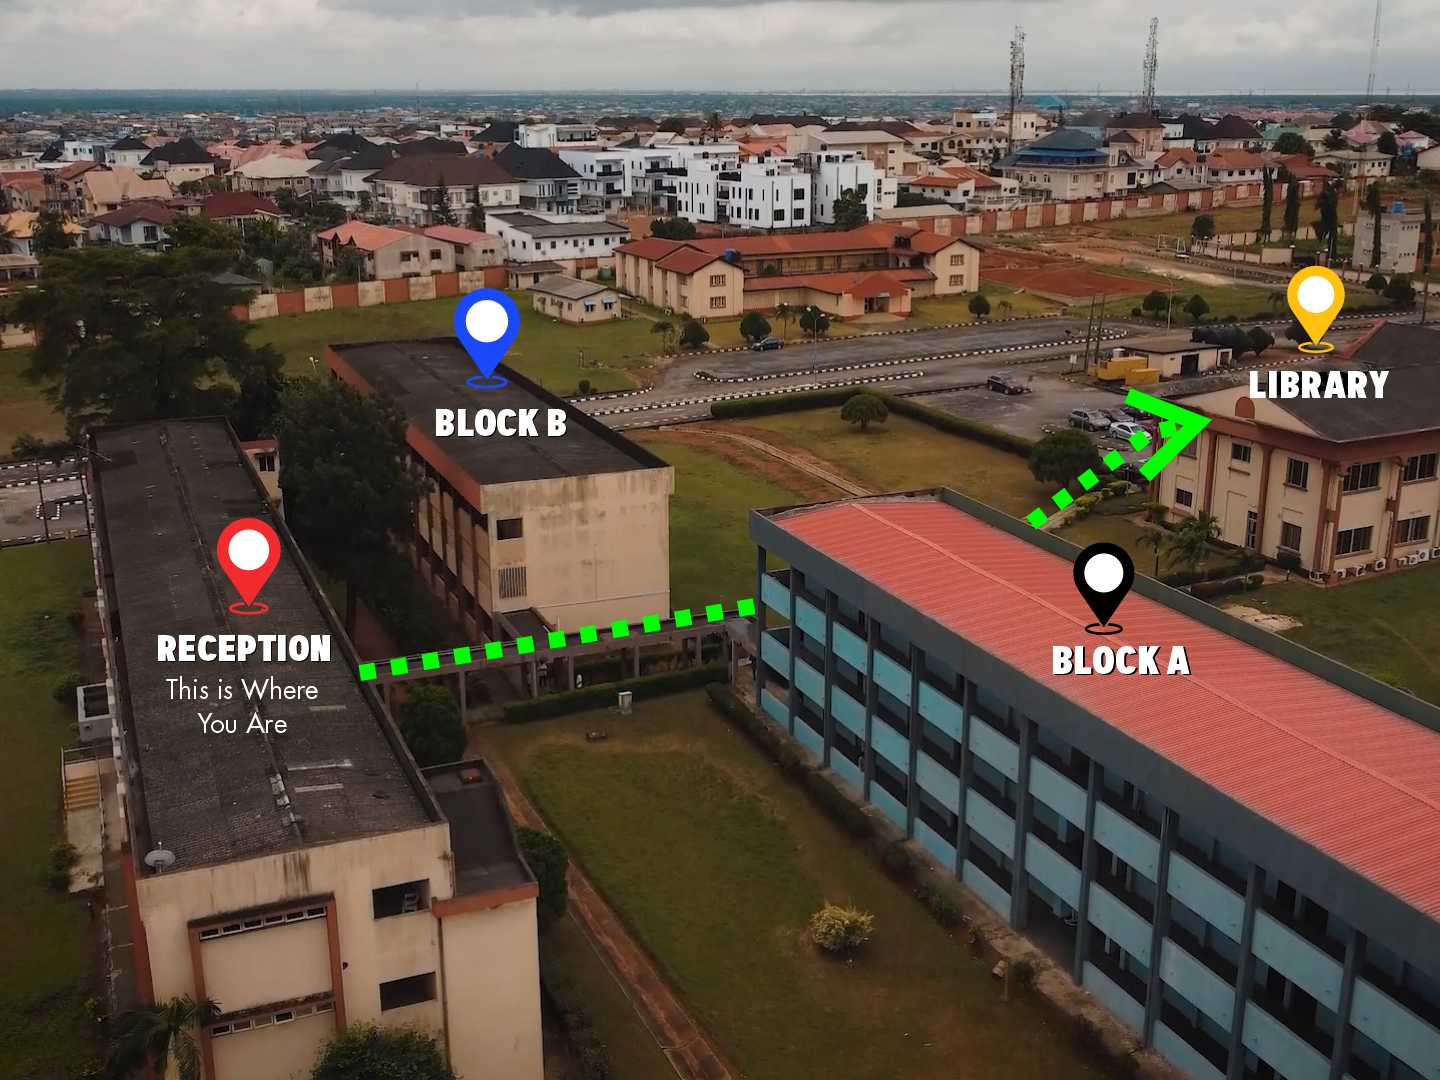 BLOCK B
LIBRARY
RECEPTION
This is Where
You Are
BLOCK A